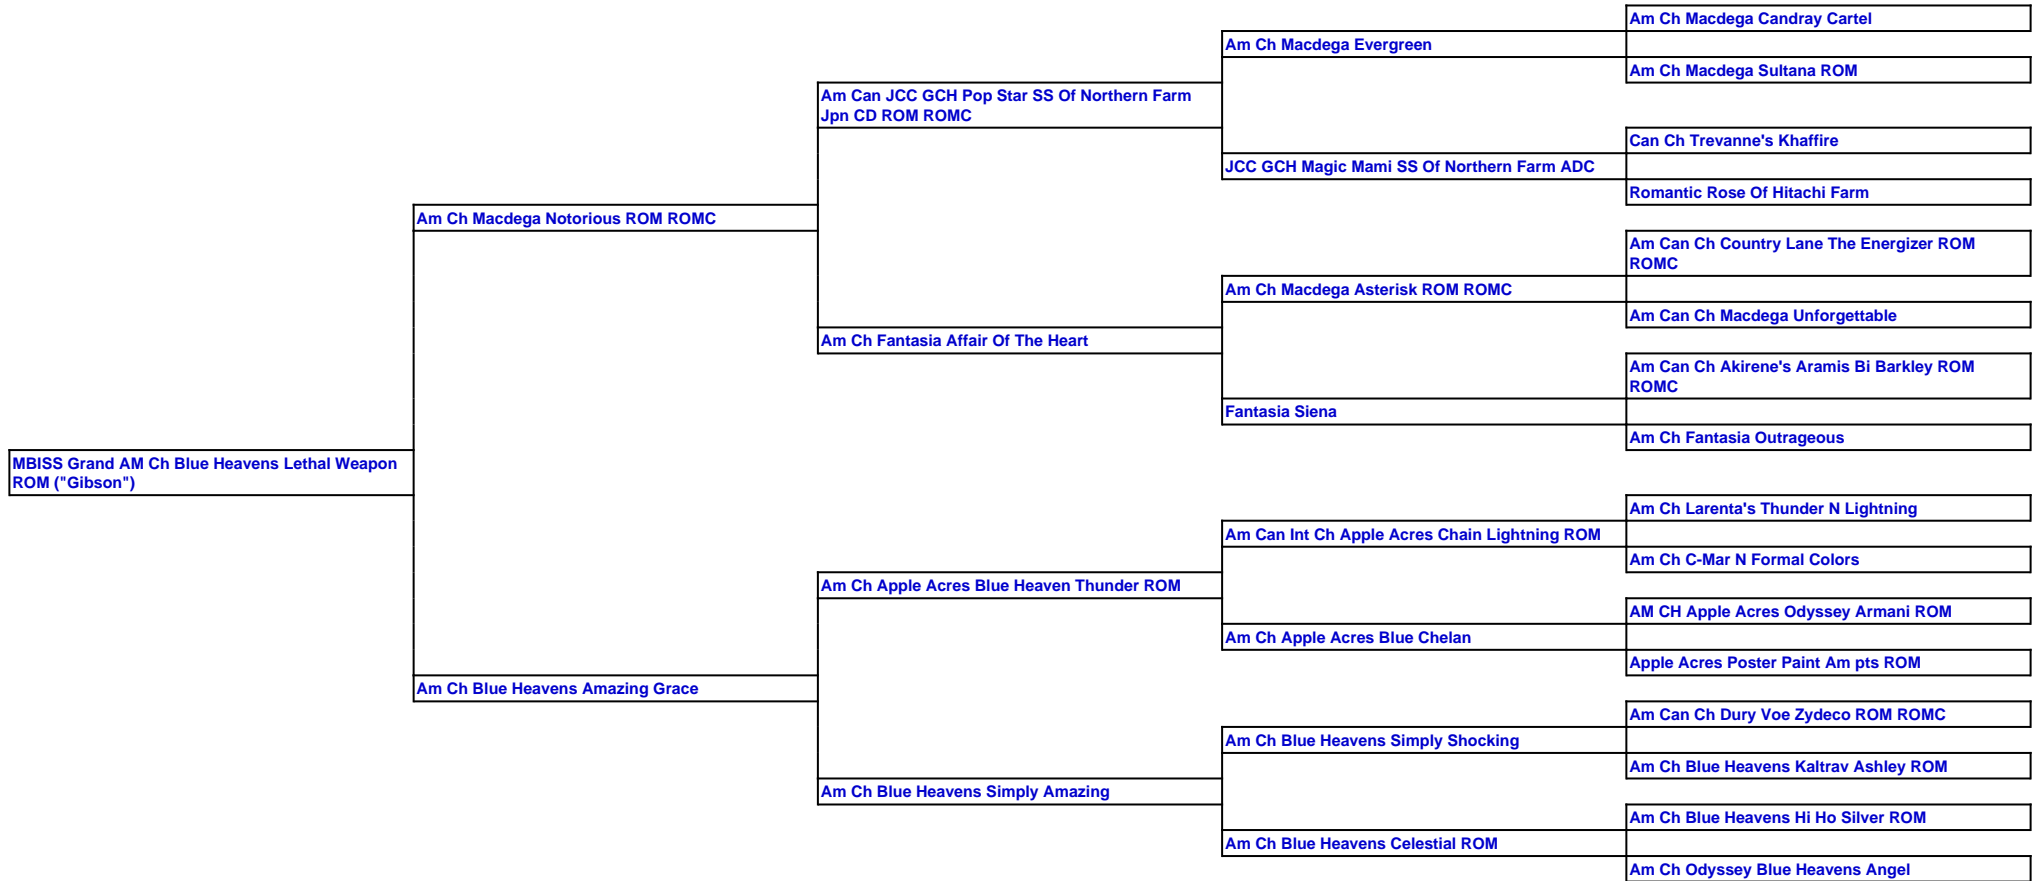 Am Ch Macdega Candray Cartel
Am Ch Macdega Evergreen
Am Ch Macdega Sultana ROM
Am Can JCC GCH Pop Star SS Of Northern Farm
Jpn CD ROM ROMC
Can Ch Trevanne's Khaffire
JCC GCH Magic Mami SS Of Northern Farm ADC
Romantic Rose Of Hitachi Farm
Am Ch Macdega Notorious ROM ROMC
Am Can Ch Country Lane The Energizer ROM
ROMC
Am Ch Macdega Asterisk ROM ROMC
Am Can Ch Macdega Unforgettable
Am Ch Fantasia Affair Of The Heart
Am Can Ch Akirene's Aramis Bi Barkley ROM
ROMC
Fantasia Siena
Am Ch Fantasia Outrageous
MBISS Grand AM Ch Blue Heavens Lethal Weapon
ROM ("Gibson")
Am Ch Larenta's Thunder N Lightning
Am Can Int Ch Apple Acres Chain Lightning ROM
Am Ch C-Mar N Formal Colors
Am Ch Apple Acres Blue Heaven Thunder ROM
AM CH Apple Acres Odyssey Armani ROM
Am Ch Apple Acres Blue Chelan
Apple Acres Poster Paint Am pts ROM
Am Ch Blue Heavens Amazing Grace
Am Can Ch Dury Voe Zydeco ROM ROMC
Am Ch Blue Heavens Simply Shocking
Am Ch Blue Heavens Kaltrav Ashley ROM
Am Ch Blue Heavens Simply Amazing
Am Ch Blue Heavens Hi Ho Silver ROM
Am Ch Blue Heavens Celestial ROM
Am Ch Odyssey Blue Heavens Angel